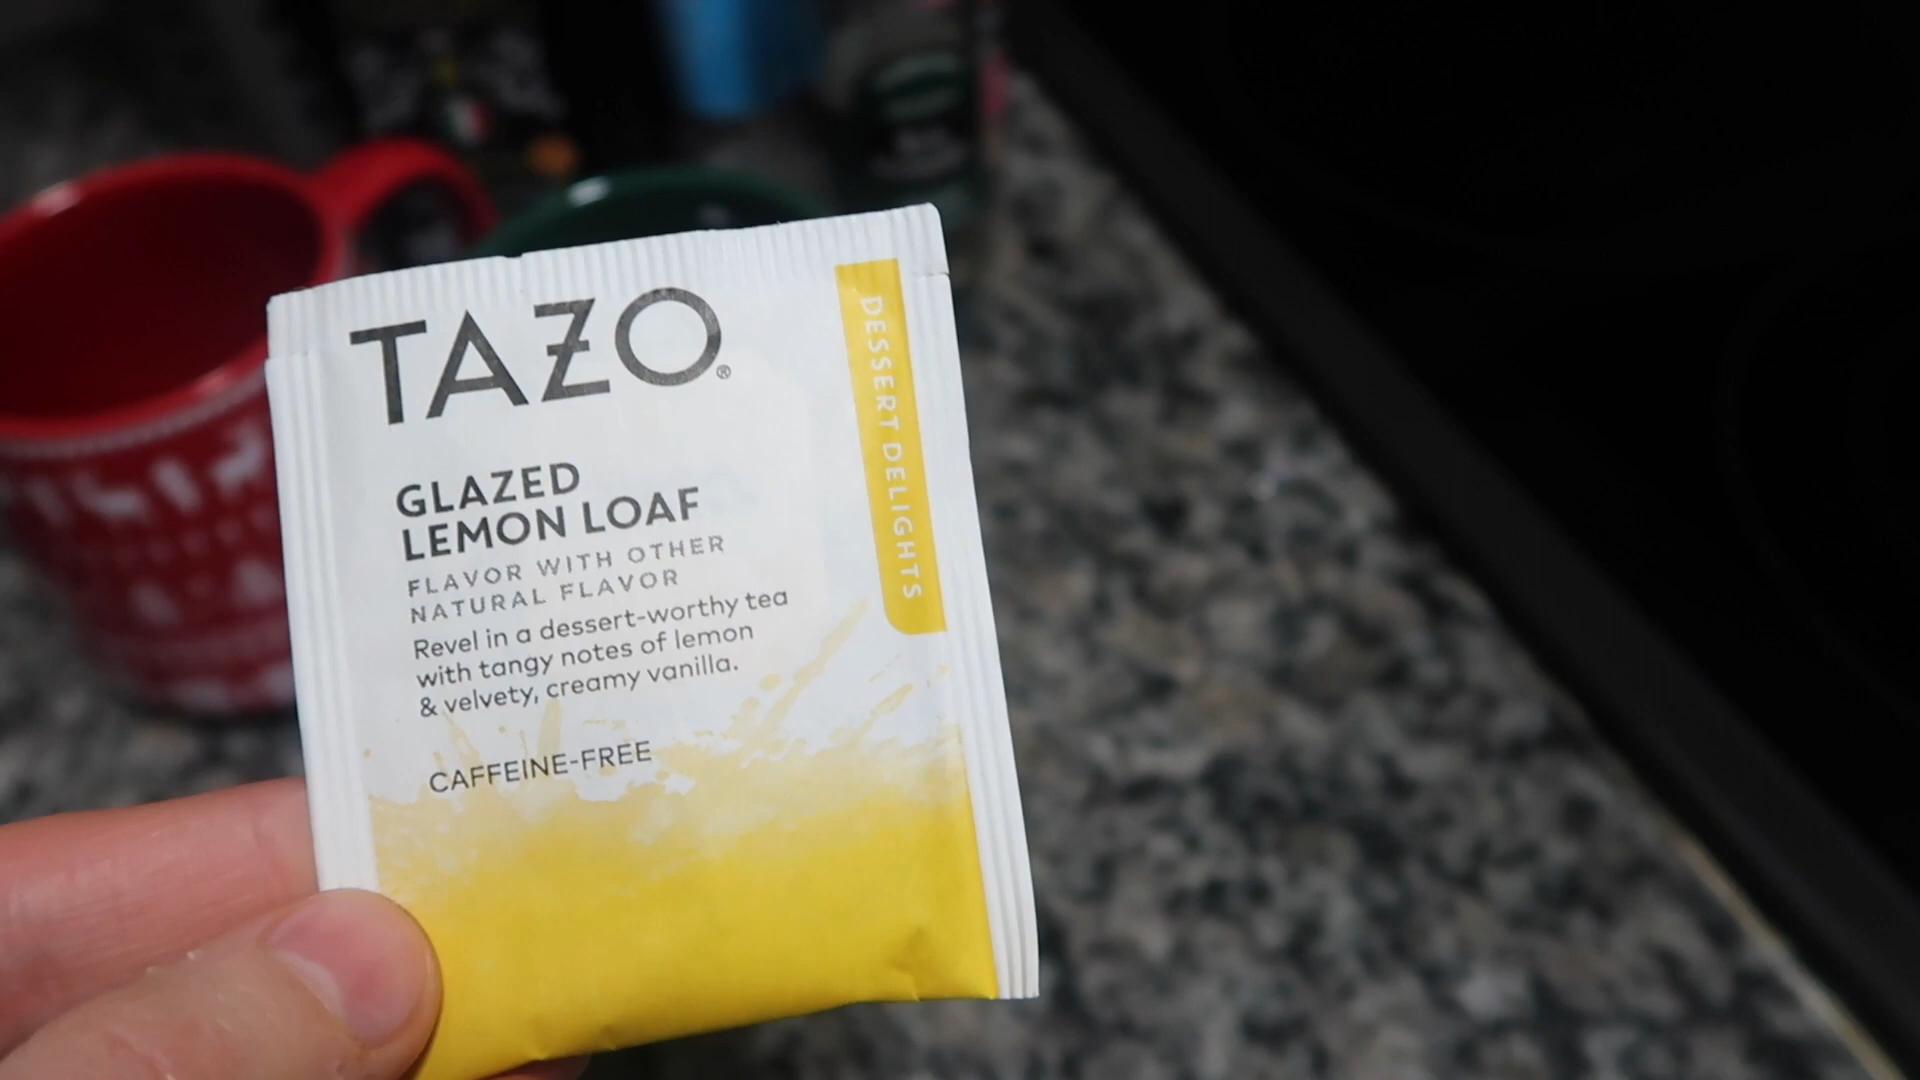 TAZO®
GLAZED
LEMON LOAF
FLAVOR WITH OTHER
NATURAL FLAVOR
Revel in a dessert-worthy tea
with tangy notes of lemon
& velvety, creamy vanilla.
CAFFEINE-FREE
DESSERT DELIGHTS